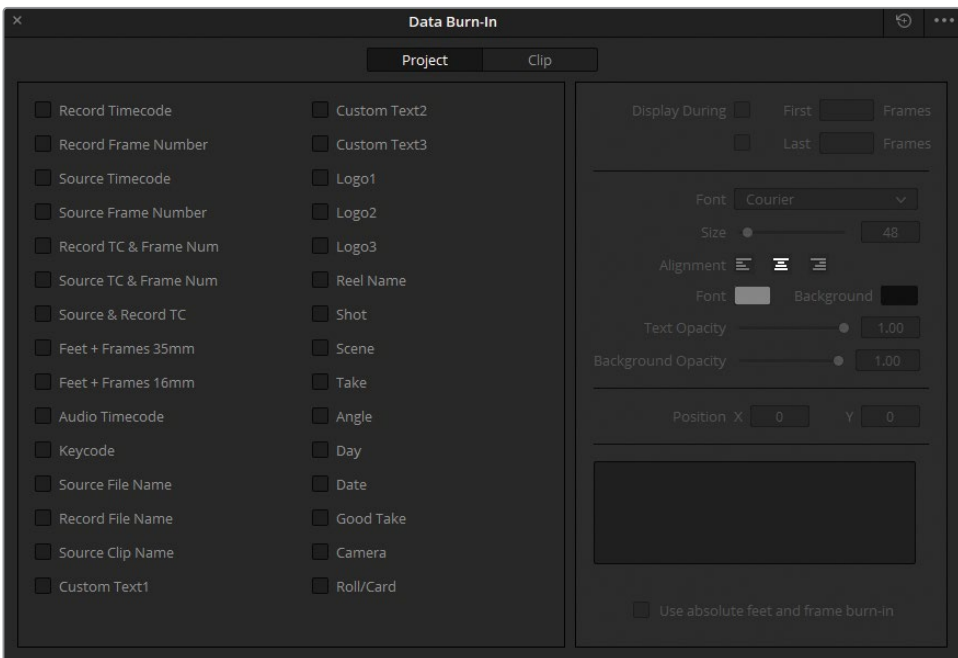 Data Burn-In
Project
Clip
Record Timecode
Record Frame Number
Source Timecode
Source Frame Number
Record TC & Frame Num
Source TC & Frame Num
Source & Record TC
Feet + Frames 35mm
Feet + Frames 16mm
Audio Timecode
Keycode
Source File Name
Record File Name
Source Clip Name
Custom Text1
Custom Text2
Custom Text3
Logo1
Logo2
Logo3
Reel Name
Shot
Scene
Take
Angle
Day
Date
Good Take
Camera
Roll/Card
Display During First Frames
Last Frames
Font Courier
Size 48
Alignment
Font Background
Text Opacity 1.00
Background Opacity 1.00
Position X 0 Y 0
Use absolute feet and frame burn-in